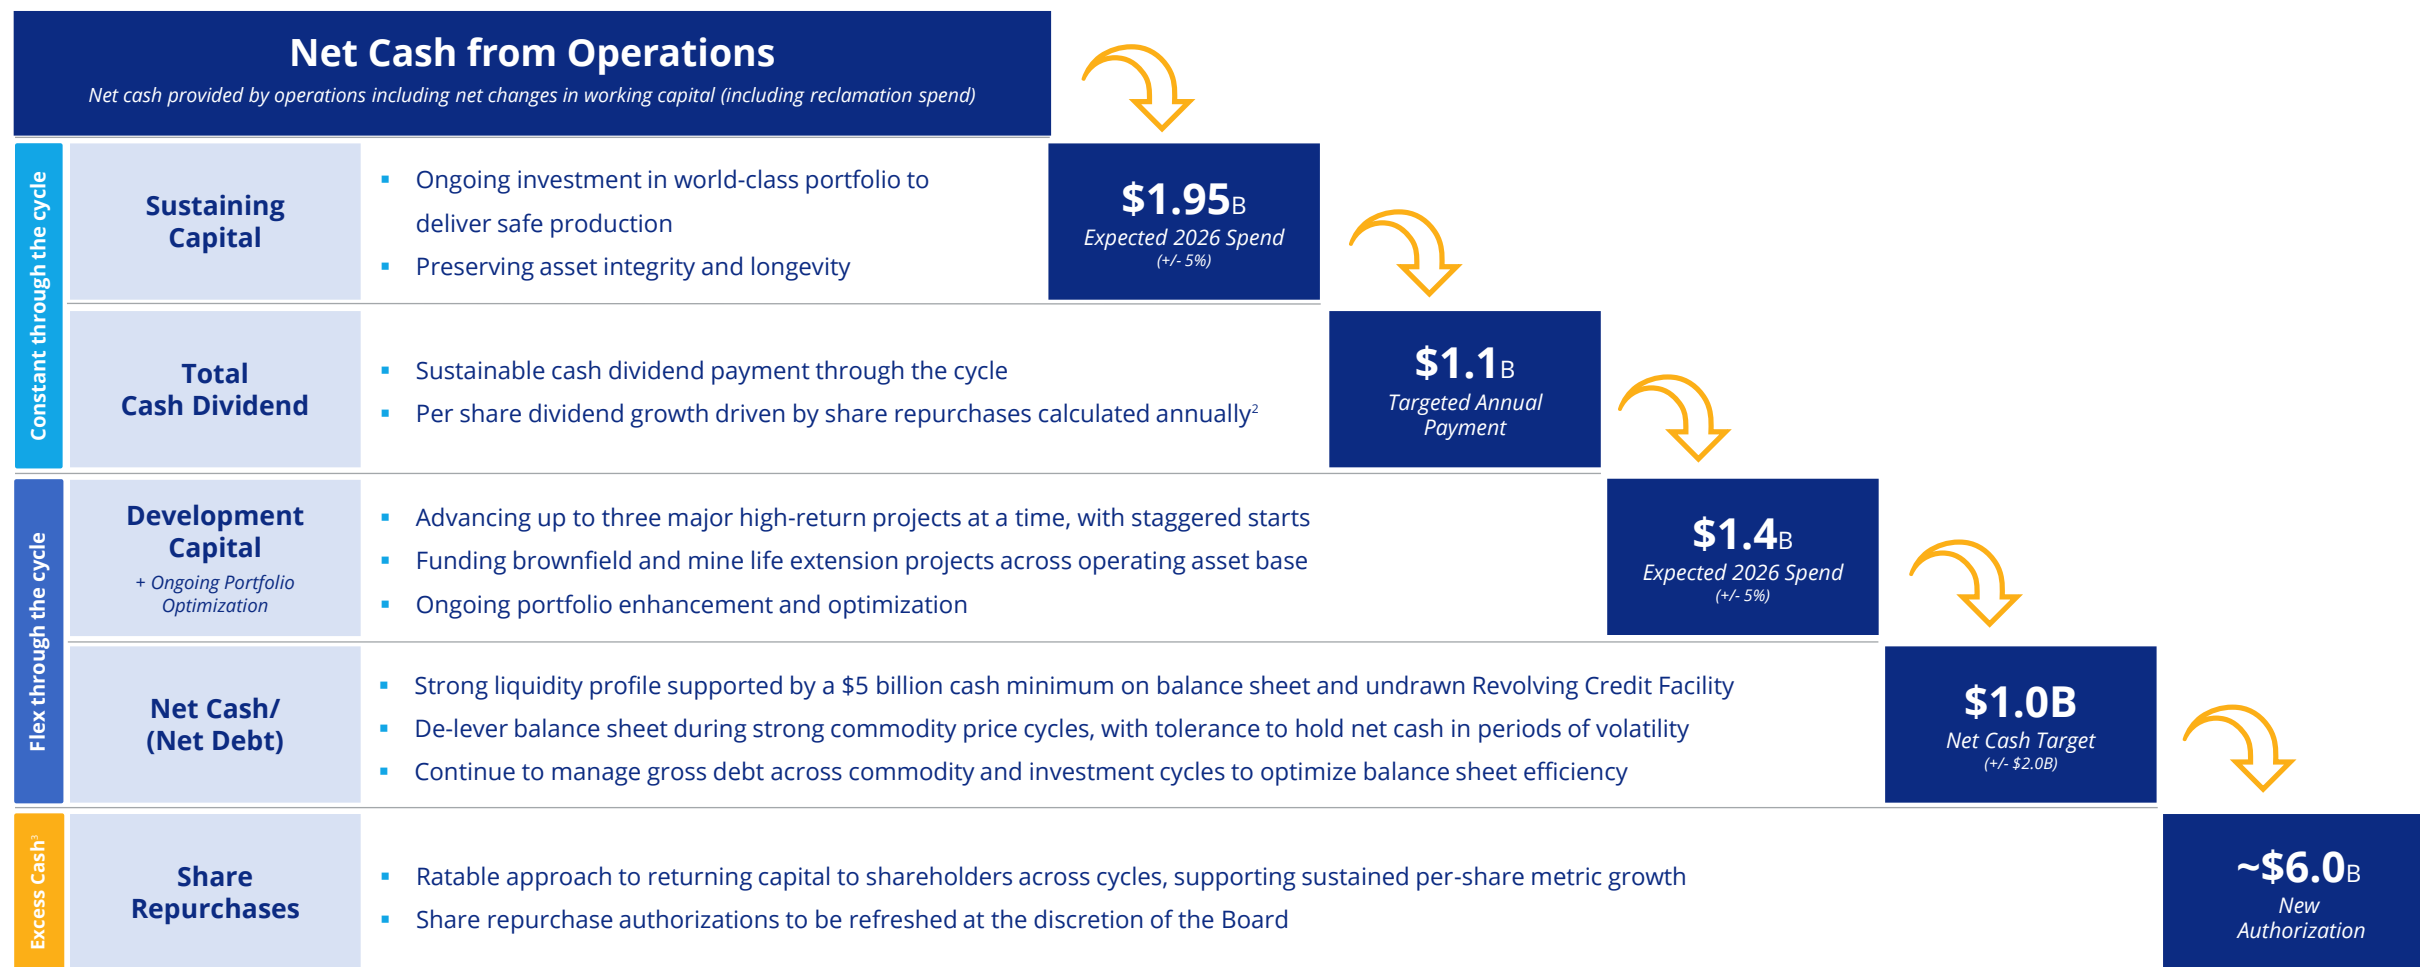 Net Cash from Operations
Net cash provided by operations including net changes in working capital (including reclamation spend)
Constant through the cycle
Sustaining
Capital
▪ Ongoing investment in world-class portfolio to
deliver safe production
▪ Preserving asset integrity and longevity
$1.95B
Expected 2026 Spend
(+/- 5%)
Total
Cash Dividend
▪ Sustainable cash dividend payment through the cycle
▪ Per share dividend growth driven by share repurchases calculated annually2
$1.1B
Targeted Annual
Payment
Flex through the cycle
Development
Capital
+ Ongoing Portfolio
Optimization
▪ Advancing up to three major high-return projects at a time, with staggered starts
▪ Funding brownfield and mine life extension projects across operating asset base
▪ Ongoing portfolio enhancement and optimization
$1.4B
Expected 2026 Spend
(+/- 5%)
Net Cash/
(Net Debt)
▪ Strong liquidity profile supported by a $5 billion cash minimum on balance sheet and undrawn Revolving Credit Facility
▪ De-lever balance sheet during strong commodity price cycles, with tolerance to hold net cash in periods of volatility
▪ Continue to manage gross debt across commodity and investment cycles to optimize balance sheet efficiency
$1.0B
Net Cash Target
(+/- $2.0B)
Excess Cash3
Share
Repurchases
▪ Ratable approach to returning capital to shareholders across cycles, supporting sustained per-share metric growth
▪ Share repurchase authorizations to be refreshed at the discretion of the Board
~$6.0B
New
Authorization